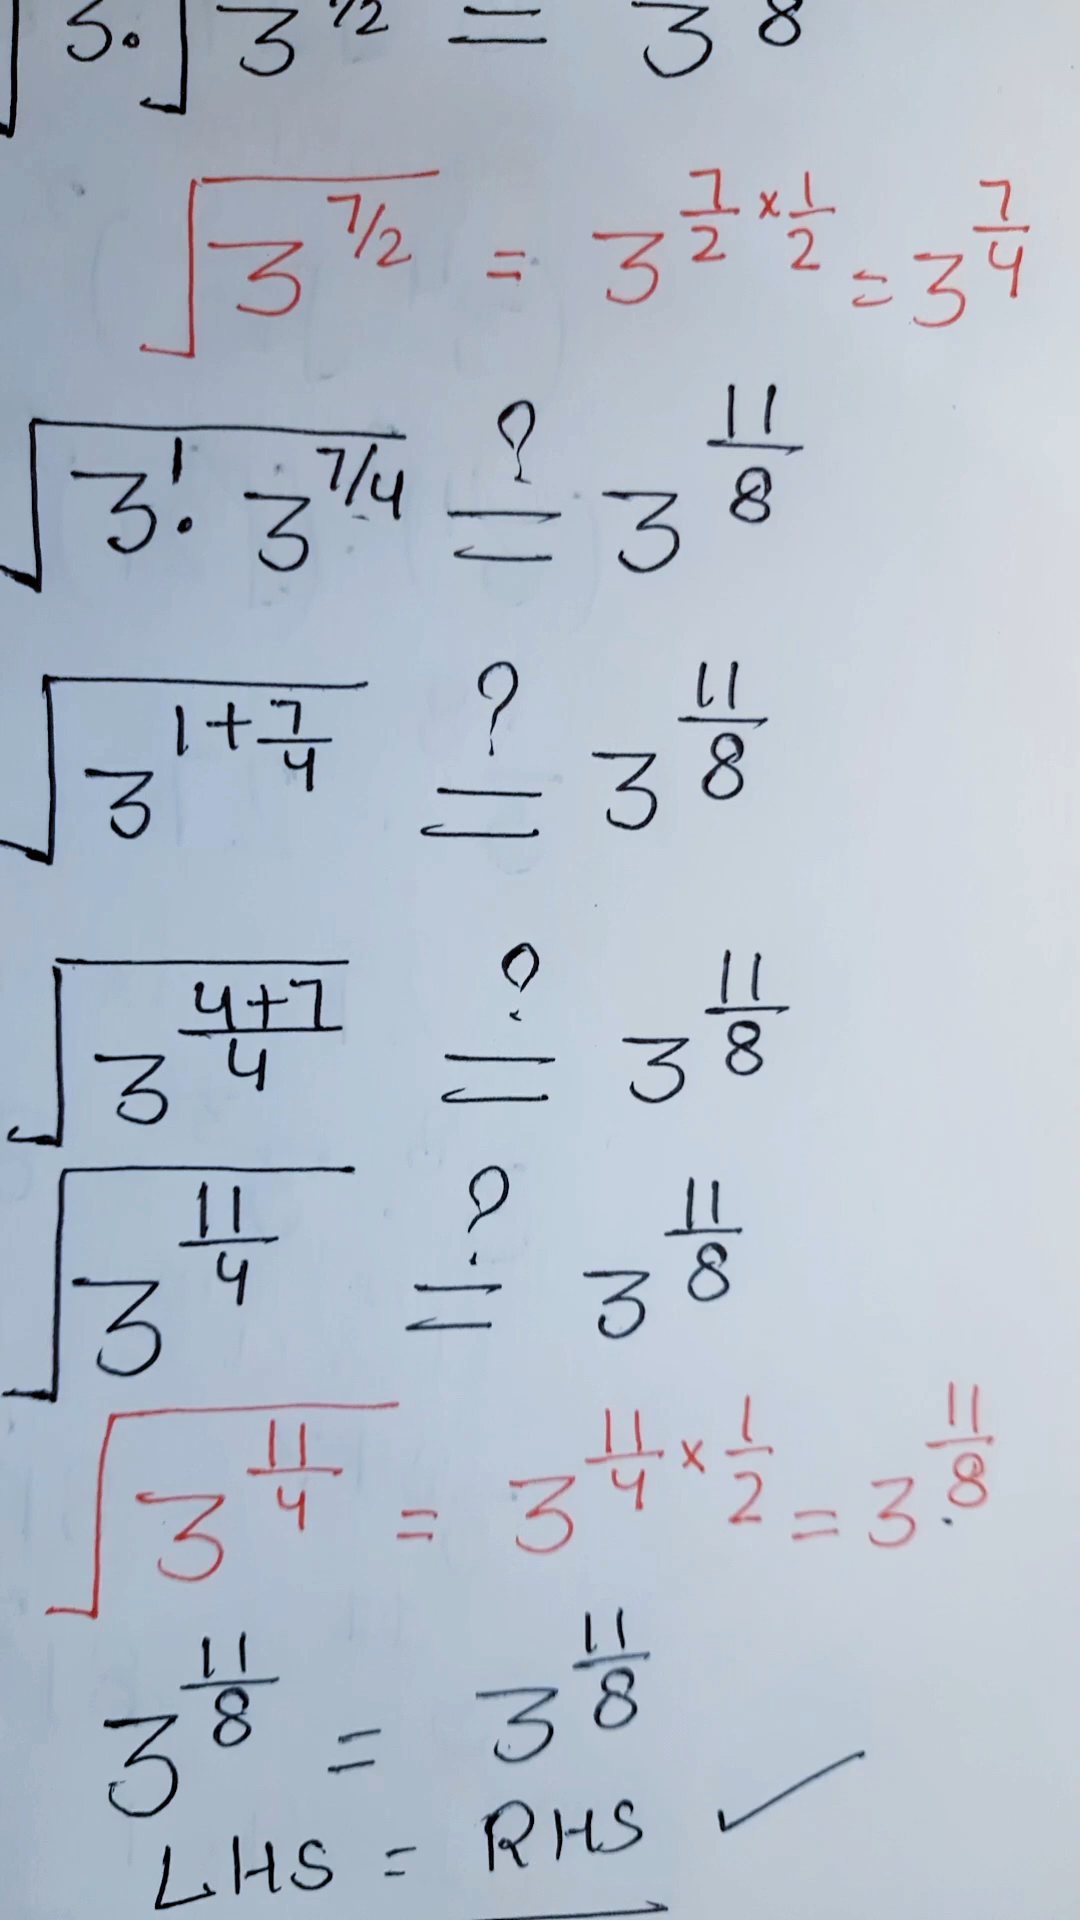 √3·√3^7/2 = 3^8
√3^7/2 = 3^(7/2 × 1/2) = 3^(7/4)
√3^1 · 3^7/4 ?= 3^(11/8)
√3^(1+7/4) ?= 3^(11/8)
√3^((4+7)/4) ?= 3^(11/8)
√3^(11/4) ?= 3^(11/8)
√3^(11/4) = 3^(11/4 × 1/2) = 3^(11/8)
3^(11/8) = 3^(11/8)
LHS = RHS ✓